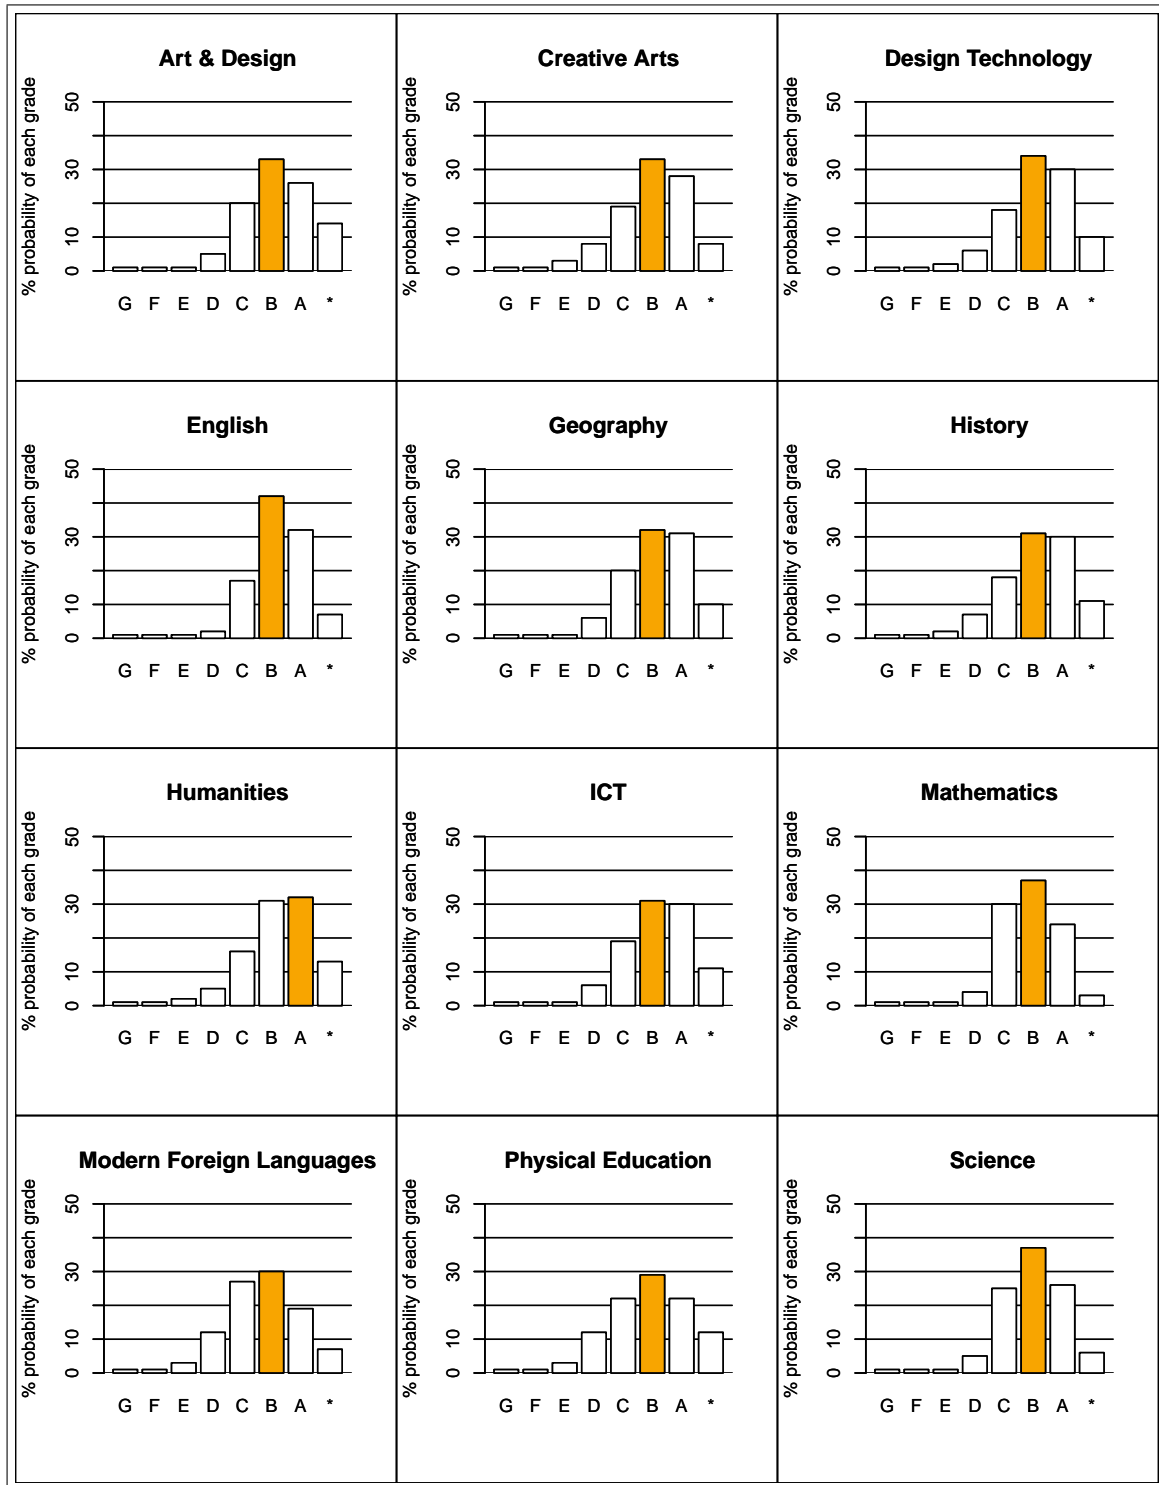 Art & Design
% probability of each grade
50
30
10
0
G F E D C B A *
Creative Arts
% probability of each grade
50
30
10
0
G F E D C B A *
Design Technology
% probability of each grade
50
30
10
0
G F E D C B A *
English
% probability of each grade
50
30
10
0
G F E D C B A *
Geography
% probability of each grade
50
30
10
0
G F E D C B A *
History
% probability of each grade
50
30
10
0
G F E D C B A *
Humanities
% probability of each grade
50
30
10
0
G F E D C B A *
ICT
% probability of each grade
50
30
10
0
G F E D C B A *
Mathematics
% probability of each grade
50
30
10
0
G F E D C B A *
Modern Foreign Languages
% probability of each grade
50
30
10
0
G F E D C B A *
Physical Education
% probability of each grade
50
30
10
0
G F E D C B A *
Science
% probability of each grade
50
30
10
0
G F E D C B A *